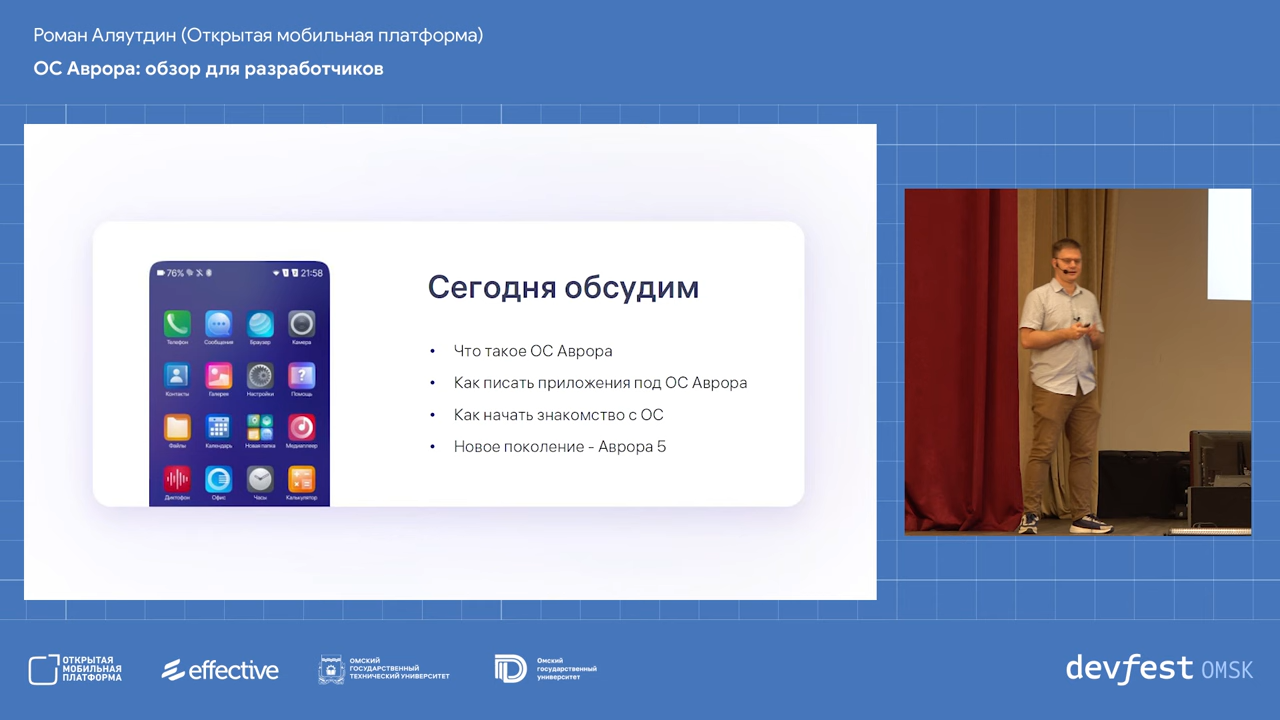 Роман Аляутдин (Открытая мобильная платформа)
ОС Аврора: обзор для разработчиков
76%
21:58
Телефон
Сообщения
Браузер
Камера
Контакты
Галерея
Настройки
Помощь
Файлы
Календарь
Новая папка
Медиаплеер
Диктофон
Офис
Часы
Калькулятор
Сегодня обсудим
• Что такое ОС Аврора
• Как писать приложения под ОС Аврора
• Как начать знакомство с ОС
• Новое поколение - Аврора 5
ОТКРЫТАЯ
МОБИЛЬНАЯ
ПЛАТФОРМА
effective
ОМСКИЙ
ГОСУДАРСТВЕННЫЙ
ТЕХНИЧЕСКИЙ УНИВЕРСИТЕТ
Омский
государственный
университет
devfest OMSK